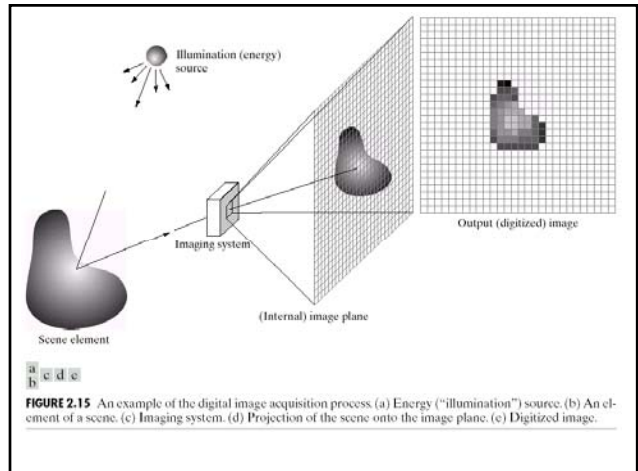 Illumination (energy)
source
Imaging system
Output (digitized) image
(Internal) image plane
Scene element
a
b c d e
FIGURE 2.15 An example of the digital image acquisition process. (a) Energy (“illumination”) source. (b) An el-
ement of a scene. (c) Imaging system. (d) Projection of the scene onto the image plane. (e) Digitized image.